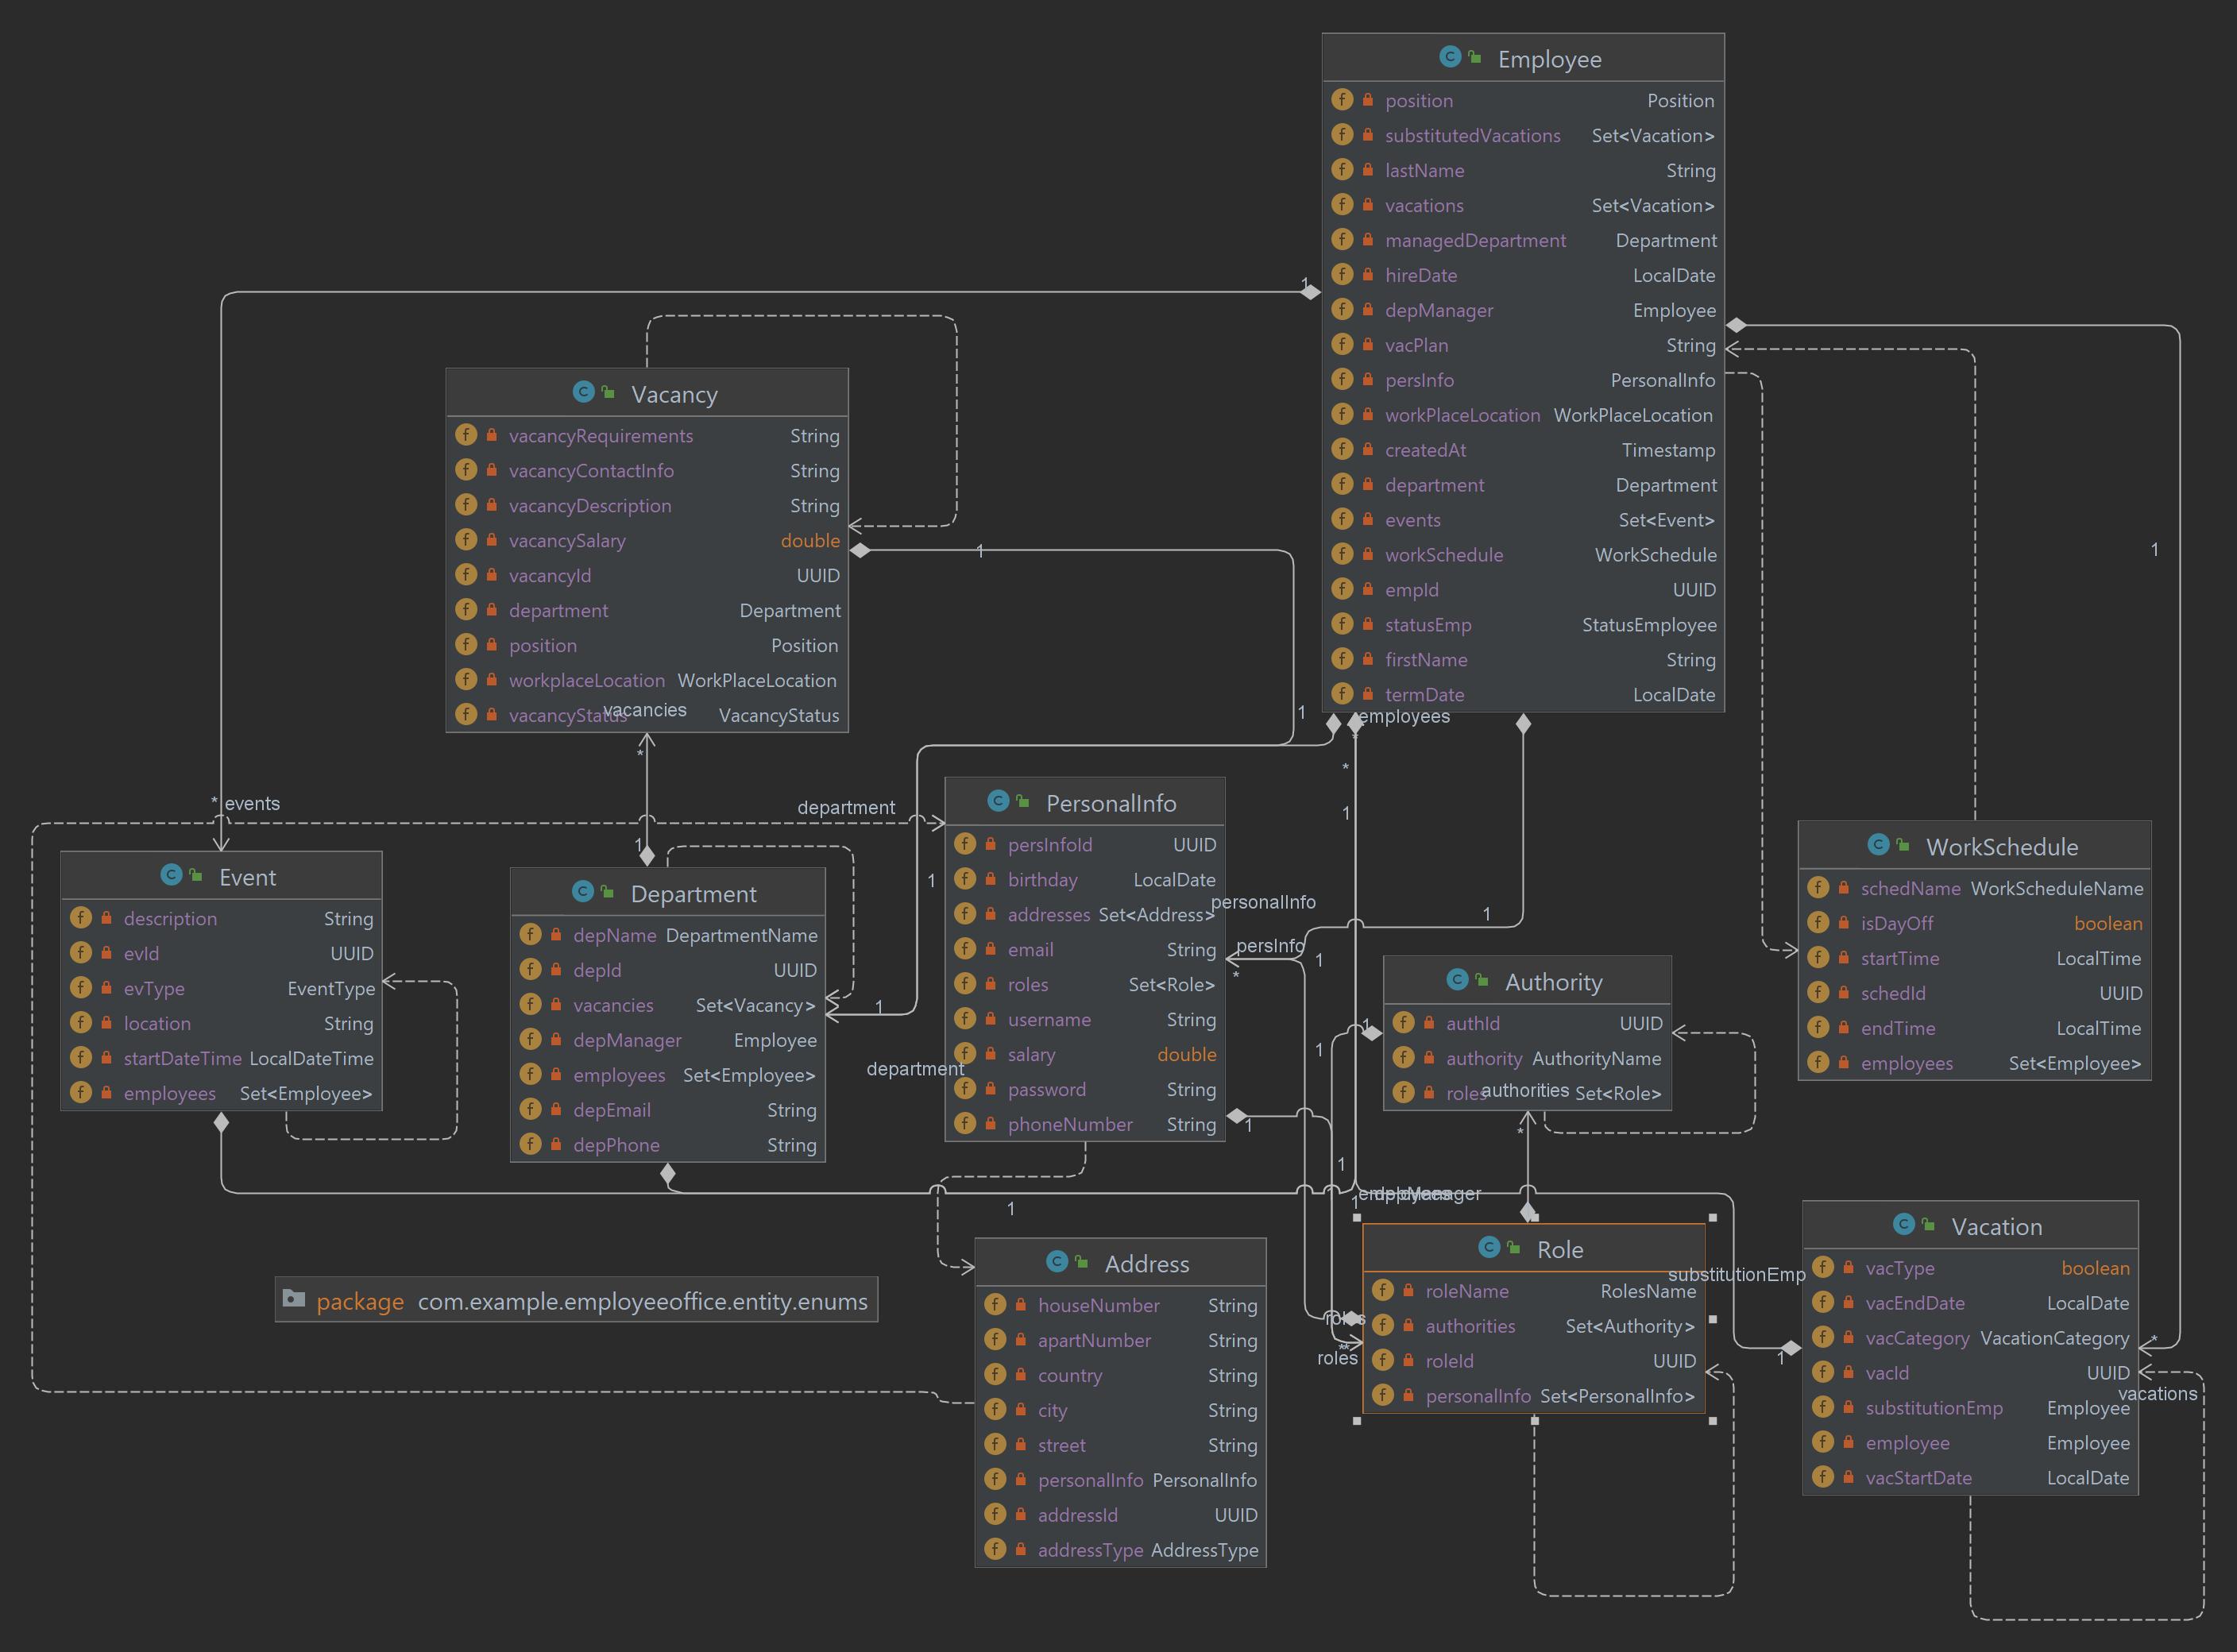 Employee
position Position
substitutedVacations Set<Vacation>
lastName String
vacations Set<Vacation>
managedDepartment Department
hireDate LocalDate
depManager Employee
vacPlan String
persInfo PersonalInfo
workPlaceLocation WorkPlaceLocation
createdAt Timestamp
department Department
events Set<Event>
workSchedule WorkSchedule
empId UUID
statusEmp StatusEmployee
firstName String
termDate LocalDate
employees
1
1
Vacancy
vacancyRequirements String
vacancyContactInfo String
vacancyDescription String
vacancySalary double
vacancyId UUID
department Department
position Position
workplaceLocation WorkPlaceLocation
vacancyStatus VacancyStatus
vacancies
*
1
1
*
*
1
* events
department
1
1
1
department
Event
description String
evId UUID
evType EventType
location String
startDateTime LocalDateTime
employees Set<Employee>
Department
depName DepartmentName
depId UUID
vacancies Set<Vacancy>
depManager Employee
employees Set<Employee>
depEmail String
depPhone String
PersonalInfo
persInfoId UUID
birthday LocalDate
addresses Set<Address>
email String
roles Set<Role>
username String
salary double
password String
phoneNumber String
personalInfo
persInfo
*
1
1
1
1
1
1
WorkSchedule
schedName WorkScheduleName
isDayOff boolean
startTime LocalTime
schedId UUID
endTime LocalTime
employees Set<Employee>
Authority
authId UUID
authority AuthorityName
roles Set<Role>
authorities
*
1
1
Address
houseNumber String
apartNumber String
country String
city String
street String
personalInfo PersonalInfo
addressId UUID
addressType AddressType
package com.example.employeeoffice.entity.enums
Role
roleName RolesName
authorities Set<Authority>
roleId UUID
personalInfo Set<PersonalInfo>
roles
roles
**
substitutionEmp
1
Vacation
vacType boolean
vacEndDate LocalDate
vacCategory VacationCategory
vacId UUID
substitutionEmp Employee
employee Employee
vacStartDate LocalDate
*
vacations